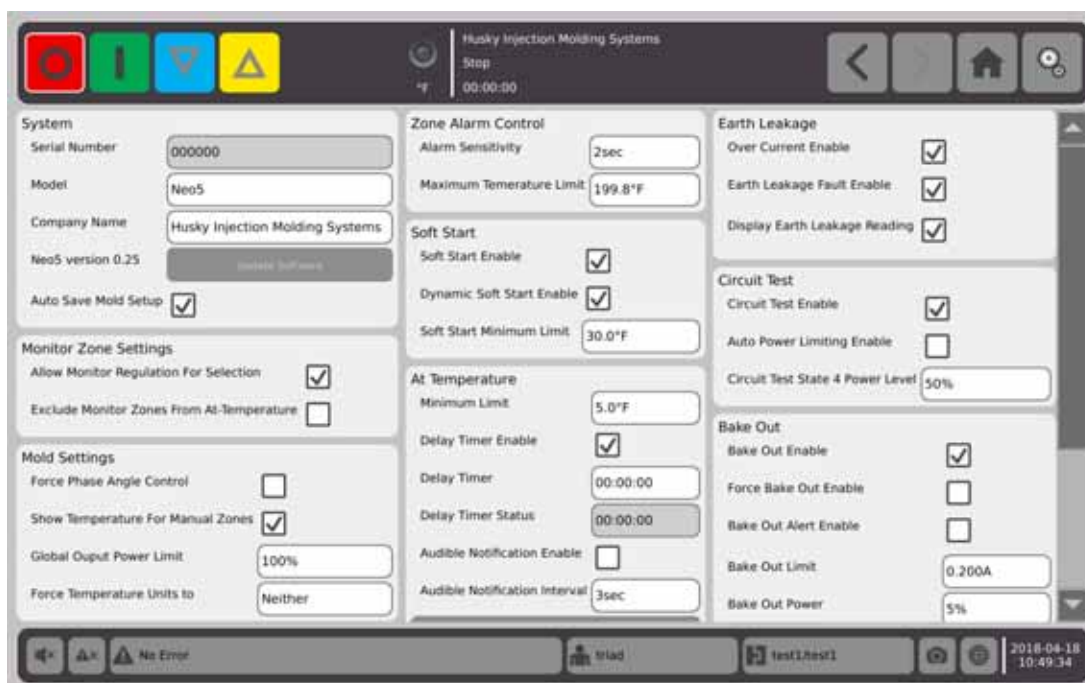 Husky Injection Molding Systems
Stop
°F
00:00:00
System
Serial Number 000000
Model Neo5
Company Name Husky Injection Molding Systems
Neo5 version 0.25 Update Software
Auto Save Mold Setup
Monitor Zone Settings
Allow Monitor Regulation For Selection
Exclude Monitor Zones From At-Temperature
Mold Settings
Force Phase Angle Control
Show Temperature For Manual Zones
Global Ouput Power Limit 100%
Force Temperature Units to Neither
Zone Alarm Control
Alarm Sensitivity 2sec
Maximum Temerature Limit 199.8°F
Soft Start
Soft Start Enable
Dynamic Soft Start Enable
Soft Start Minimum Limit 30.0°F
At Temperature
Minimum Limit 5.0°F
Delay Timer Enable
Delay Timer 00:00:00
Delay Timer Status 00:00:00
Audible Notification Enable
Audible Notification Interval 3sec
Earth Leakage
Over Current Enable
Earth Leakage Fault Enable
Display Earth Leakage Reading
Circuit Test
Circuit Test Enable
Auto Power Limiting Enable
Circuit Test State 4 Power Level 50%
Bake Out
Bake Out Enable
Force Bake Out Enable
Bake Out Alert Enable
Bake Out Limit 0.200A
Bake Out Power 5%
No Error
triad
test1/test1
2018-04-18
10:49:34